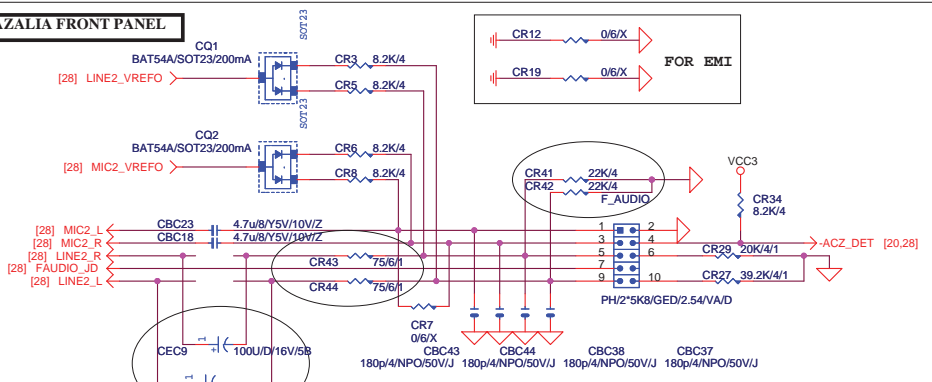 AZALIA FRONT PANEL
SOT23
CQ1
BAT54A/SOT23/200mA
[28] LINE2_VREFO
CR3 8.2K/4
CR5 8.2K/4
CR12 0/6/X
CR19 0/6/X
FOR EMI
SOT23
CQ2
BAT54A/SOT23/200mA
[28] MIC2_VREFO
CR6 8.2K/4
CR8 8.2K/4
CR41 22K/4
CR42 22K/4
F_AUDIO
VCC3
CR34
8.2K/4
[28] MIC2_L
CBC23 4.7u/8/Y5V/10V/Z
[28] MIC2_R
CBC18 4.7u/8/Y5V/10V/Z
[28] LINE2_R
[28] FAUDIO_JD
[28] LINE2_L
CR43 75/6/1
CR44 75/6/1
1 2
3 4
5 6
7
9 10
-ACZ_DET [20,28]
CR29 20K/4/1
CR27 39.2K/4/1
PH/2*5K8/GED/2.54/VA/D
CR7
0/6/X
CEC9 1 + 100U/D/16V/5B
1
CBC43 CBC44 CBC38 CBC37
180p/4/NPO/50V/J 180p/4/NPO/50V/J 180p/4/NPO/50V/J 180p/4/NPO/50V/J